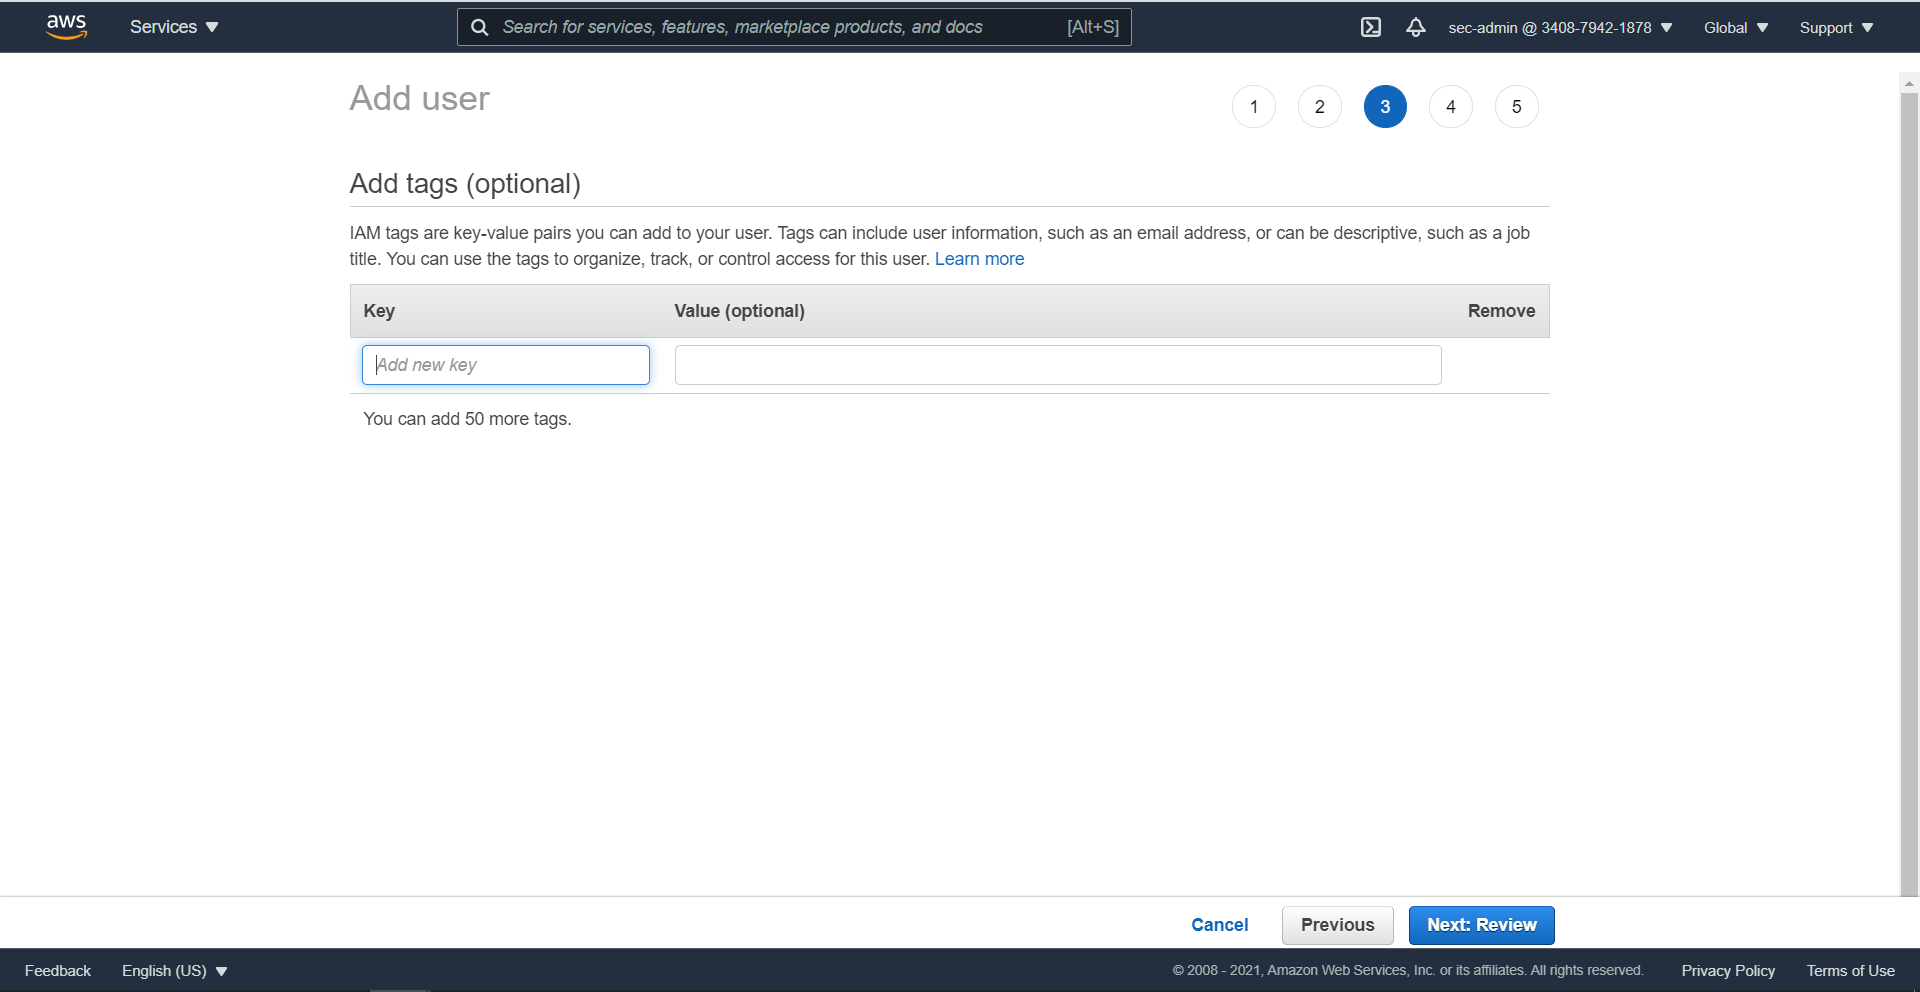 aws
Services
Search for services, features, marketplace products, and docs
[Alt+S]
sec-admin @ 3408-7942-1878
Global
Support
Add user
1
2
3
4
5
Add tags (optional)
IAM tags are key-value pairs you can add to your user. Tags can include user information, such as an email address, or can be descriptive, such as a job
title. You can use the tags to organize, track, or control access for this user. Learn more
Key
Value (optional)
Remove
Add new key
You can add 50 more tags.
Cancel
Previous
Next: Review
Feedback
English (US)
© 2008 - 2021, Amazon Web Services, Inc. or its affiliates. All rights reserved.
Privacy Policy
Terms of Use